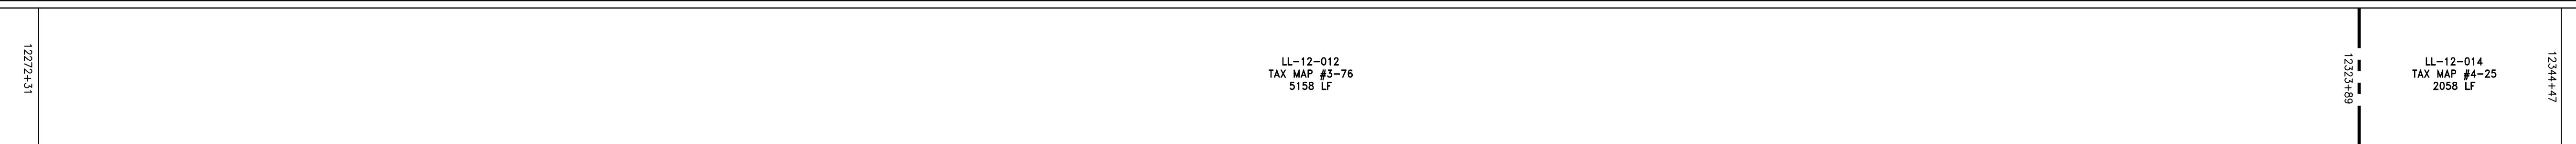 12272+31
LL-12-012
TAX MAP #3-76
5158 LF
12323+89
LL-12-014
TAX MAP #4-25
2058 LF
12344+47